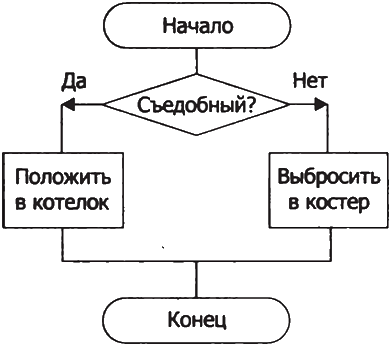 Начало
Да
Нет
Съедобный?
Положить
в котелок
Выбросить
в костер
Конец